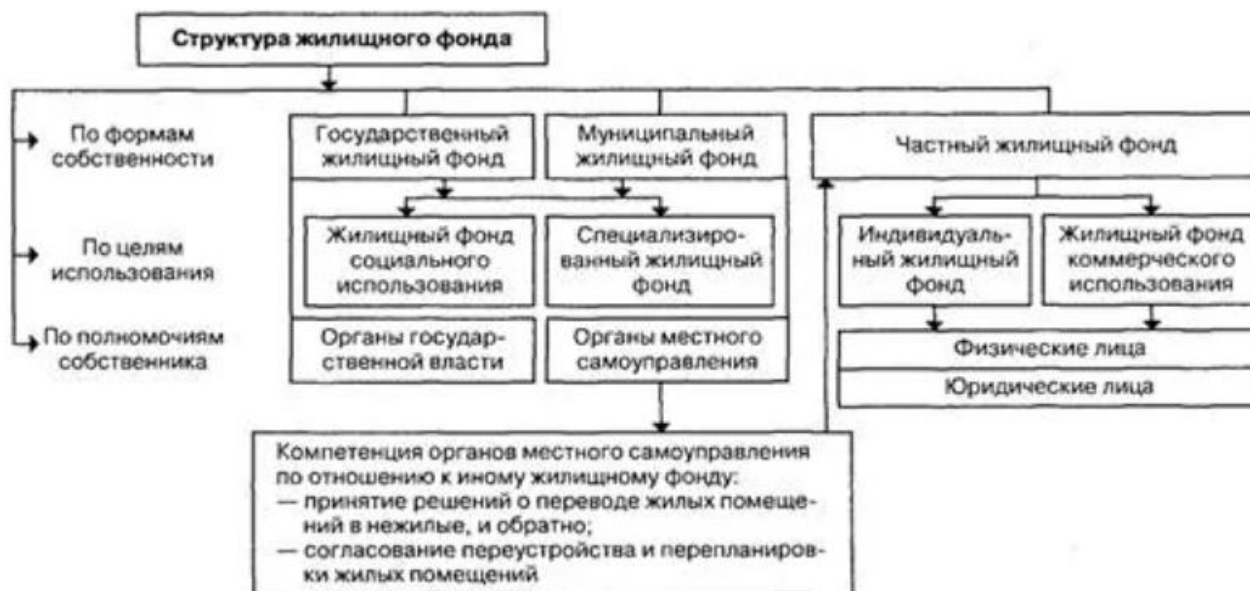 Структура жилищного фонда
По формам
собственности
Государственный
жилищный фонд
Муниципальный
жилищный фонд
Частный жилищный фонд
По целям
использования
Жилищный фонд
социального
использования
Специализиро-
ванный жилищный
фонд
Индивидуаль-
ный жилищный
фонд
Жилищный фонд
коммерческого
использования
По полномочиям
собственника
Органы государ-
ственной власти
Органы местного
самоуправления
Физические лица
Юридические лица
Компетенция органов местного самоуправления
по отношению к иному жилищному фонду:
— принятие решений о переводе жилых помеще-
ний в нежилые, и обратно;
— согласование переустройства и перепланиров-
ки жилых помещений